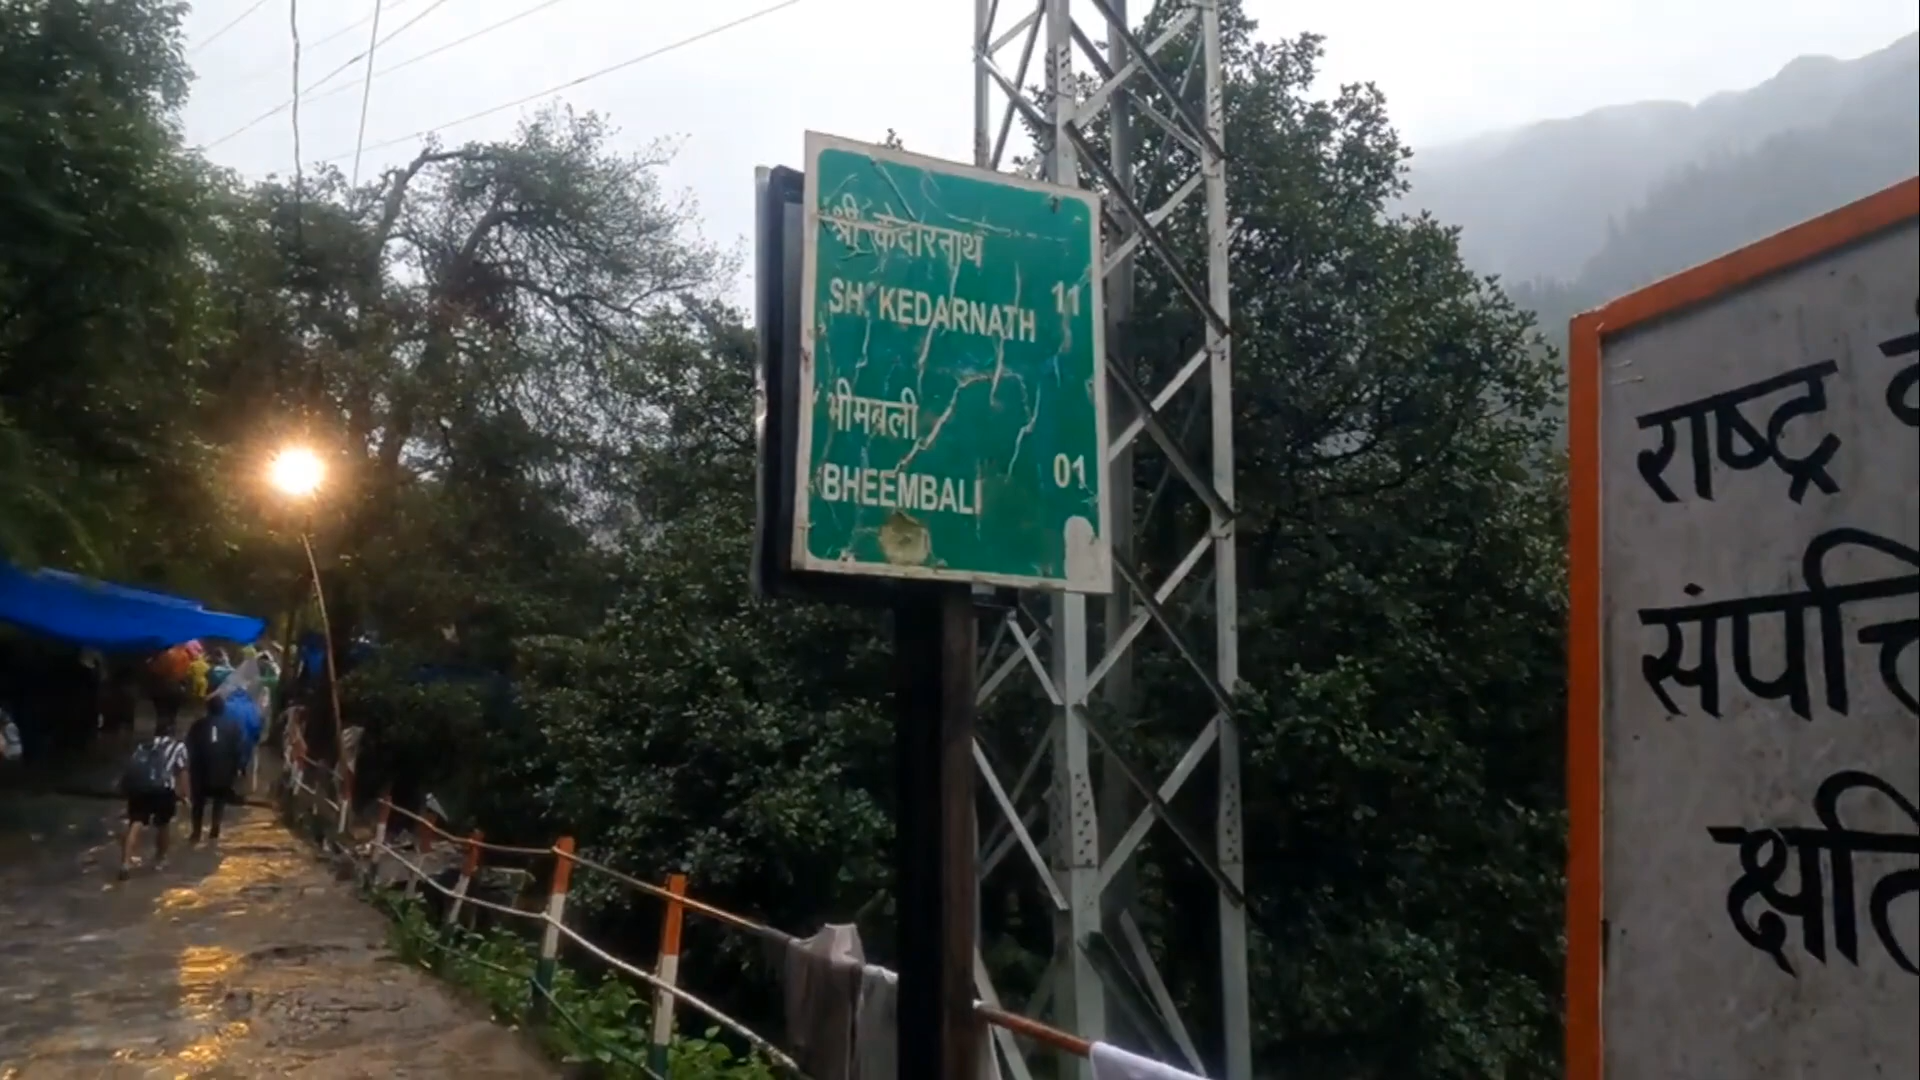 श्री केदारनाथ
SH. KEDARNATH 11
भीमबली
BHEEMBALI 01
राष्ट्र
संपत्ति
क्षति